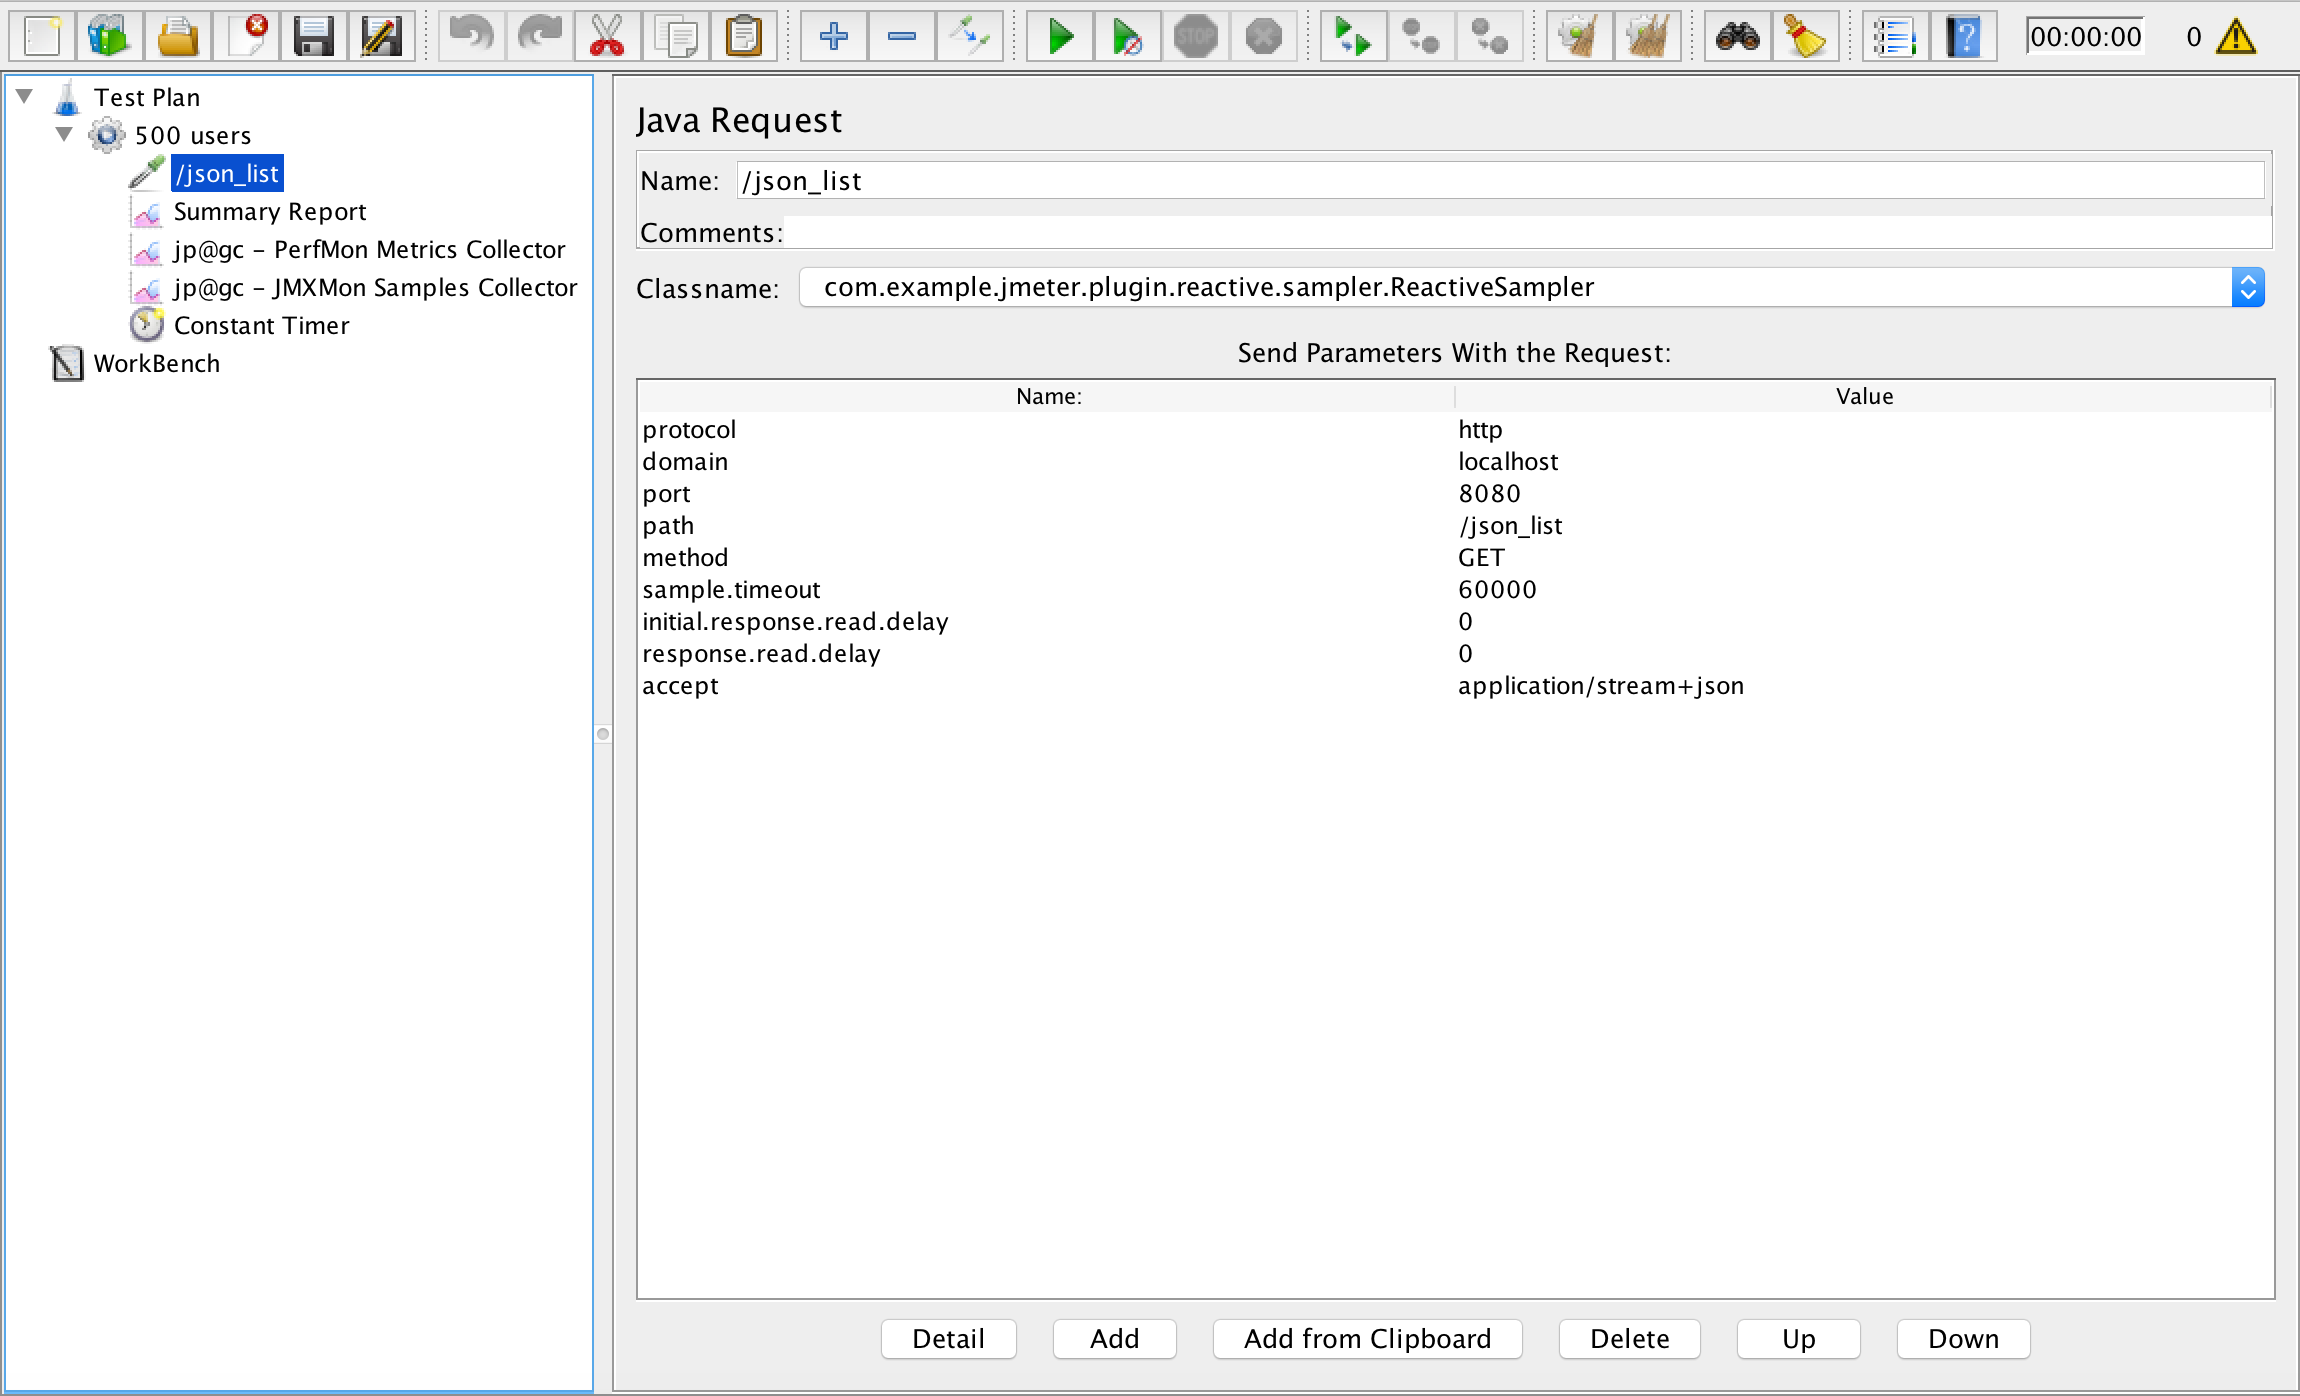 STOP
00:00:00 0
Test Plan
500 users
/json_list
Summary Report
jp@gc - PerfMon Metrics Collector
jp@gc - JMXMon Samples Collector
Constant Timer
WorkBench
Java Request
Name: /json_list
Comments:
Classname: com.example.jmeter.plugin.reactive.sampler.ReactiveSampler
Send Parameters With the Request:
Name: Value
protocol http
domain localhost
port 8080
path /json_list
method GET
sample.timeout 60000
initial.response.read.delay 0
response.read.delay 0
accept application/stream+json
Detail Add Add from Clipboard Delete Up Down